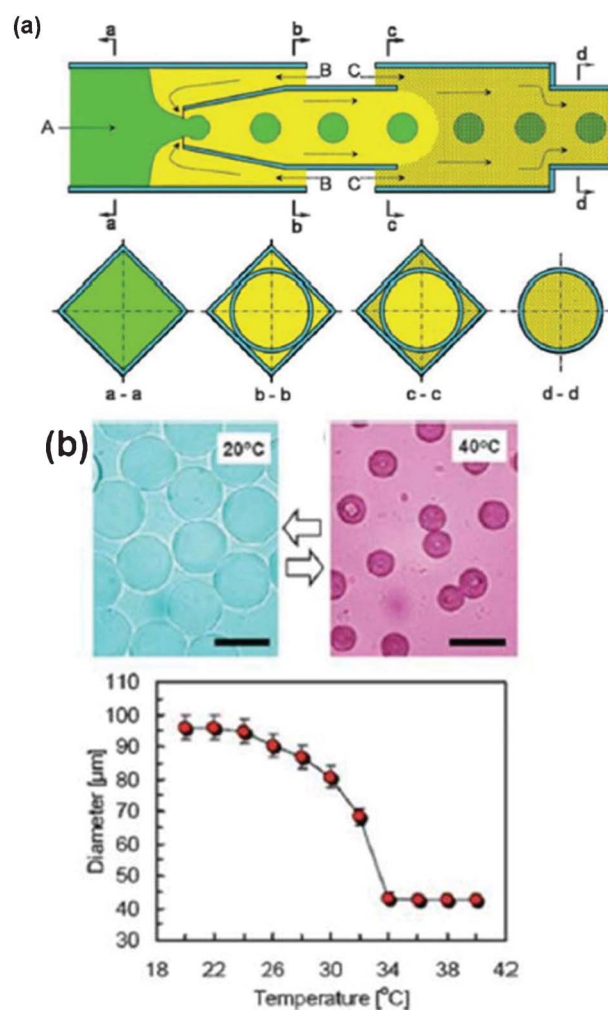 (a)
a b c d
B C
A
B C
a b c d
a - a b - b c - c d - d
(b)
20°C 40°C
110
100
90
80
70
60
50
40
30
Diameter [µm]
18 22 26 30 34 38 42
Temperature [°C]